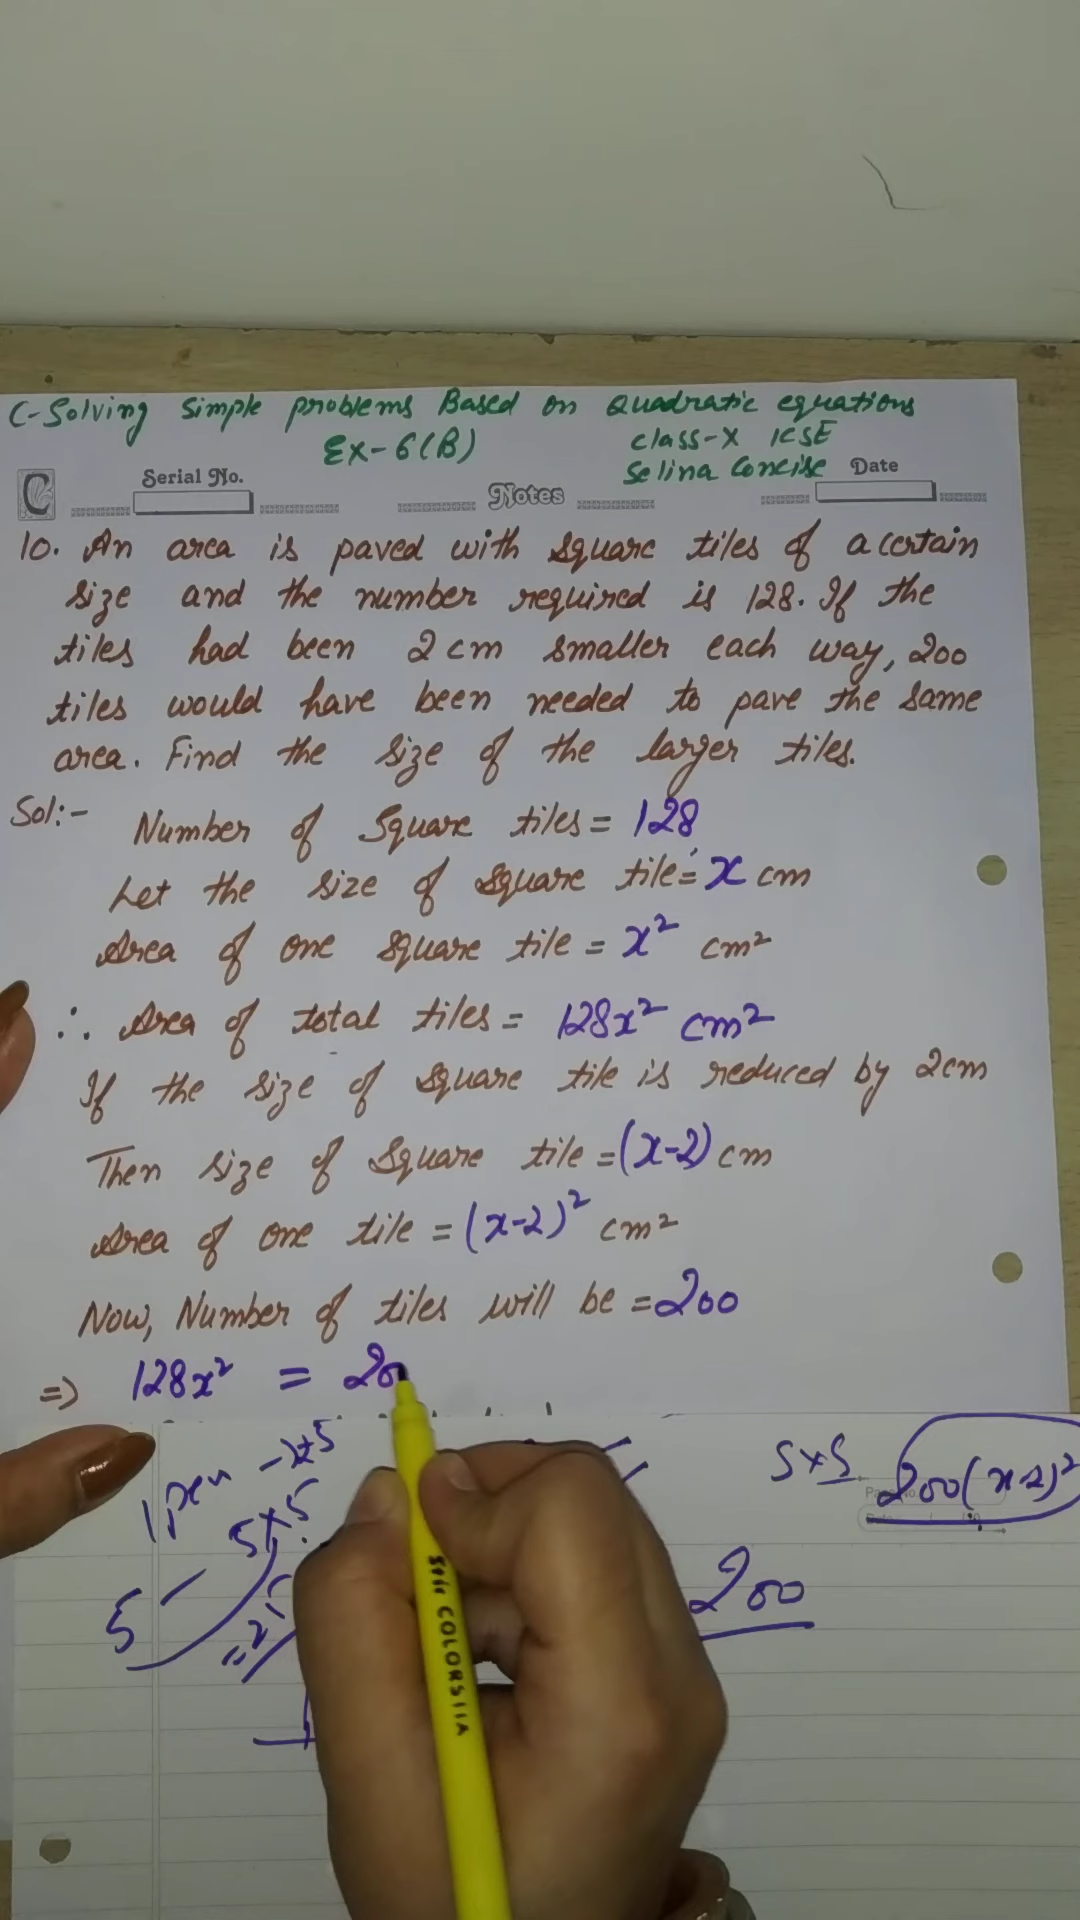 C-Solving Simple problems Based on Quadratic equations
Ex-6(B)
class-X ICSE
Selina Concise
C
Serial No.
Notes
Date
10. An area is paved with square tiles of a certain
size and the number required is 128. If the
tiles had been 2 cm smaller each way, 200
tiles would have been needed to pave the same
area. Find the size of the larger tiles.
Sol:-
Number of Square tiles = 128
Let the size of square tile = x cm
Area of one square tile = x² cm²
∴ Area of total tiles = 128x² cm²
If the size of square tile is reduced by 2cm
Then size of Square tile = (x-2) cm
Area of one tile = (x-2)² cm²
Now, Number of tiles will be = 200
⇒ 128x² = 20
1 pen
5×5
5×5
200(x-2)²
5
200